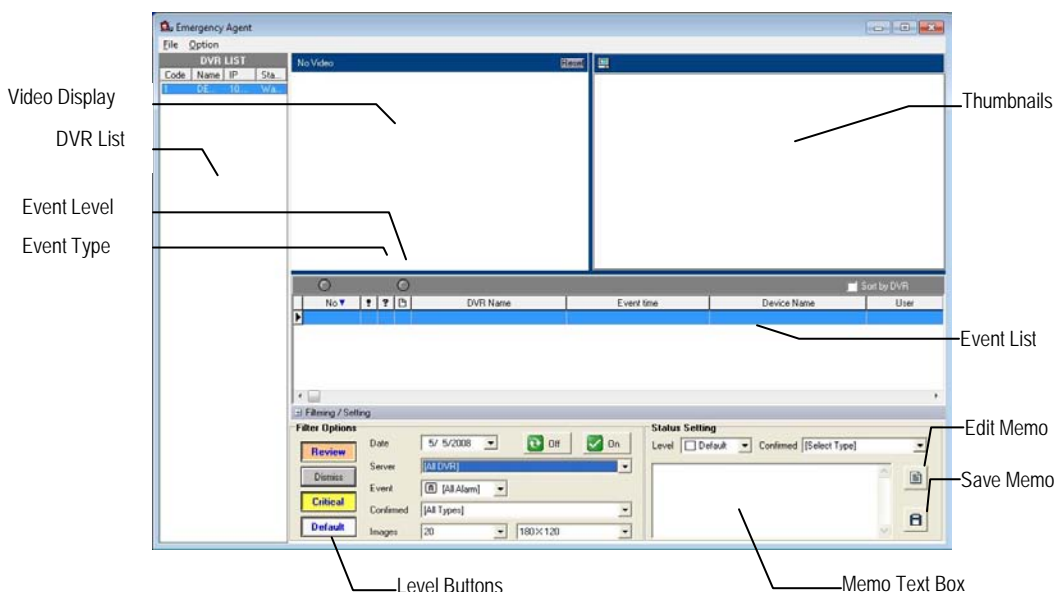 Emergency Agent
File Option
DVR LIST
Code Name IP Sta...
1 DE... 10... Wa...
No Video Reset
Video Display
DVR List
Event Level
Event Type
Thumbnails
Sort by DVR
No ! ? DVR Name Event time Device Name User
Event List
Filtering / Setting
Filter Options
Review
Dismiss
Critical
Default
Date 5/ 5/2008 Off On
Server [All DVR]
Event [All Alarm]
Confirmed [All Types]
Images 20 180×120
Status Setting
Level Default Confirmed [Select Type]
Edit Memo
Save Memo
Level Buttons
Memo Text Box